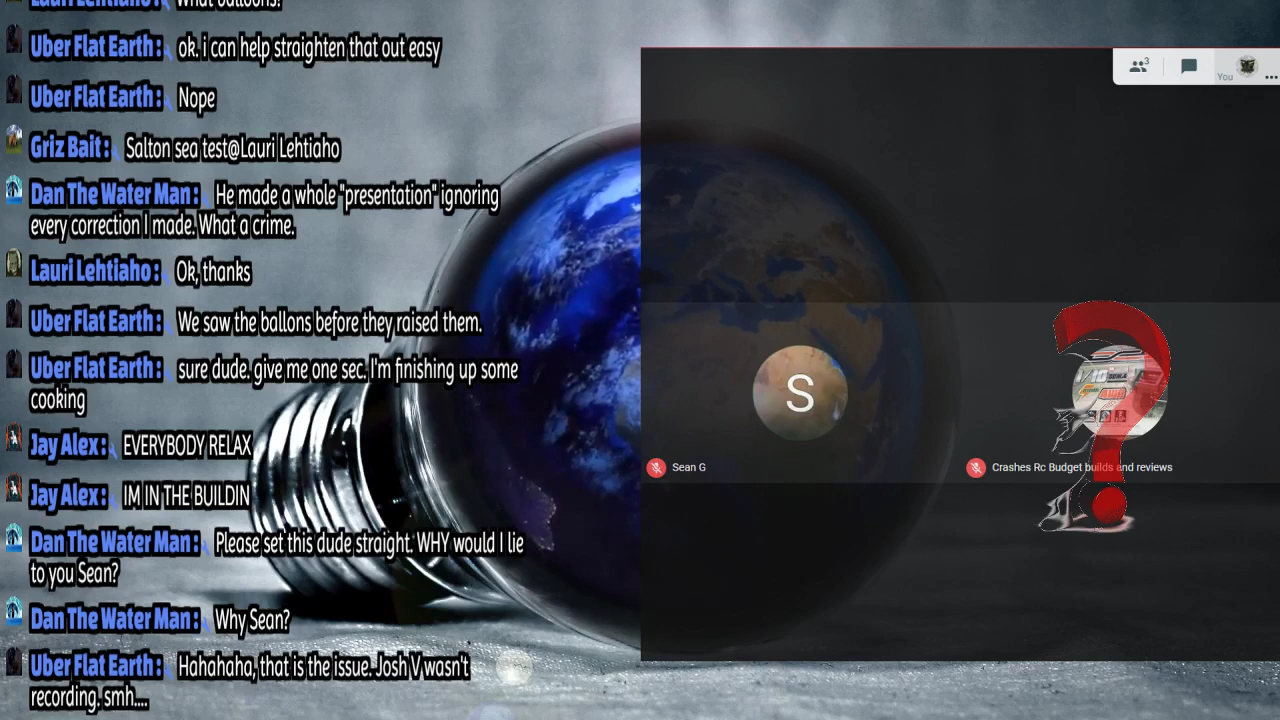 Lauri Lehtiaho: What balloons?
Uber Flat Earth: ok. i can help straighten that out easy
Uber Flat Earth: Nope
Griz Bait: Salton sea test@Lauri Lehtiaho
Dan The Water Man: He made a whole "presentation" ignoring
every correction I made. What a crime.
Lauri Lehtiaho: Ok, thanks
Uber Flat Earth: We saw the ballons before they raised them.
Uber Flat Earth: sure dude. give me one sec. I'm finishing up some
cooking
Jay Alex: EVERYBODY RELAX
Jay Alex: IM IN THE BUILDIN
Dan The Water Man: Please set this dude straight. WHY would I lie
to you Sean?
Dan The Water Man: Why Sean?
Uber Flat Earth: Hahahaha, that is the issue. Josh V wasn't
recording. smh....
3
You
S
Sean G
Crashes Rc Budget builds and reviews